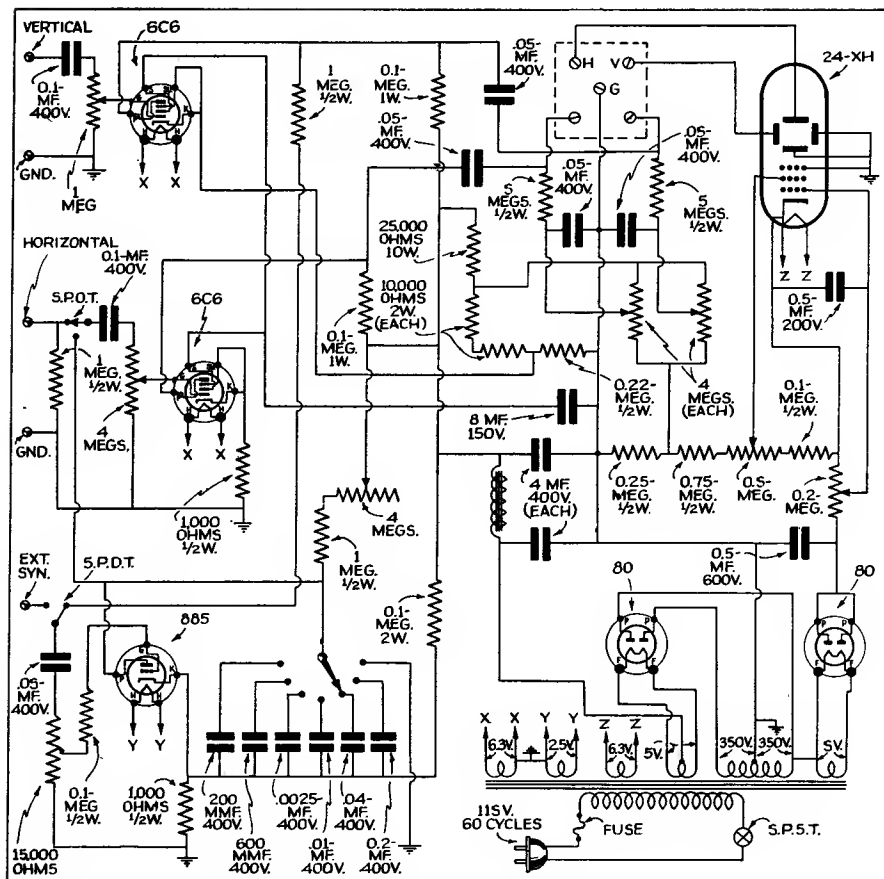 VERTICAL
6C6
0.1-
MF.
400V.
1
MEG.
1/2W.
0.1-
MEG.
1W.
.05-
MF.
400V.
H
V
G
24-XH
GND.
1
MEG
X X
.05-
MF.
400V.
.05-
MF.
400V.
.05-
MF.
400V.
5
MEGS.
1/2W.
5
MEGS.
1/2W.
Z Z
0.5-
MF.
200V.
25,000
OHMS
10W.
10,000
OHMS
2W.
(EACH)
HORIZONTAL
S.P.D.T.
0.1-MF.
400V.
6C6
1
MEG.
1/2W.
4
MEGS.
GND.
X X
0.1-
MEG.
1W.
0.22-
MEG.
1/2W.
4
MEGS.
(EACH)
0.1-
MEG.
1/2W.
8 MF.
150V.
1,000
OHMS
1/2W.
4
MEGS.
4 MF.
400V.
(EACH)
0.25-
MEG.
1/2W.
0.75-
MEG.
1/2W.
0.5-
MEG.
0.2-
MEG.
1
MEG.
1/2W.
EXT.
SYN.
S.P.D.T.
885
0.1-
MEG.
2W.
0.5-
MF.
600V.
80
80
P P
F F
P P
F F
.05-
MF.
400V.
Y Y
15,000
OHMS
0.1-
MEG
1/2W.
1,000
OHMS
1/2W.
200
MMF.
400V.
600
MMF.
400V.
.0025-
MF.
400V.
.01-
MF.
400V.
.04-
MF.
400V.
0.2-
MF.
400V.
X X Y Y Z Z
6.3V. 2.5V. 6.3V. 5V. 350V. 350V. 5V.
115V.
60 CYCLES
FUSE
S.P.S.T.